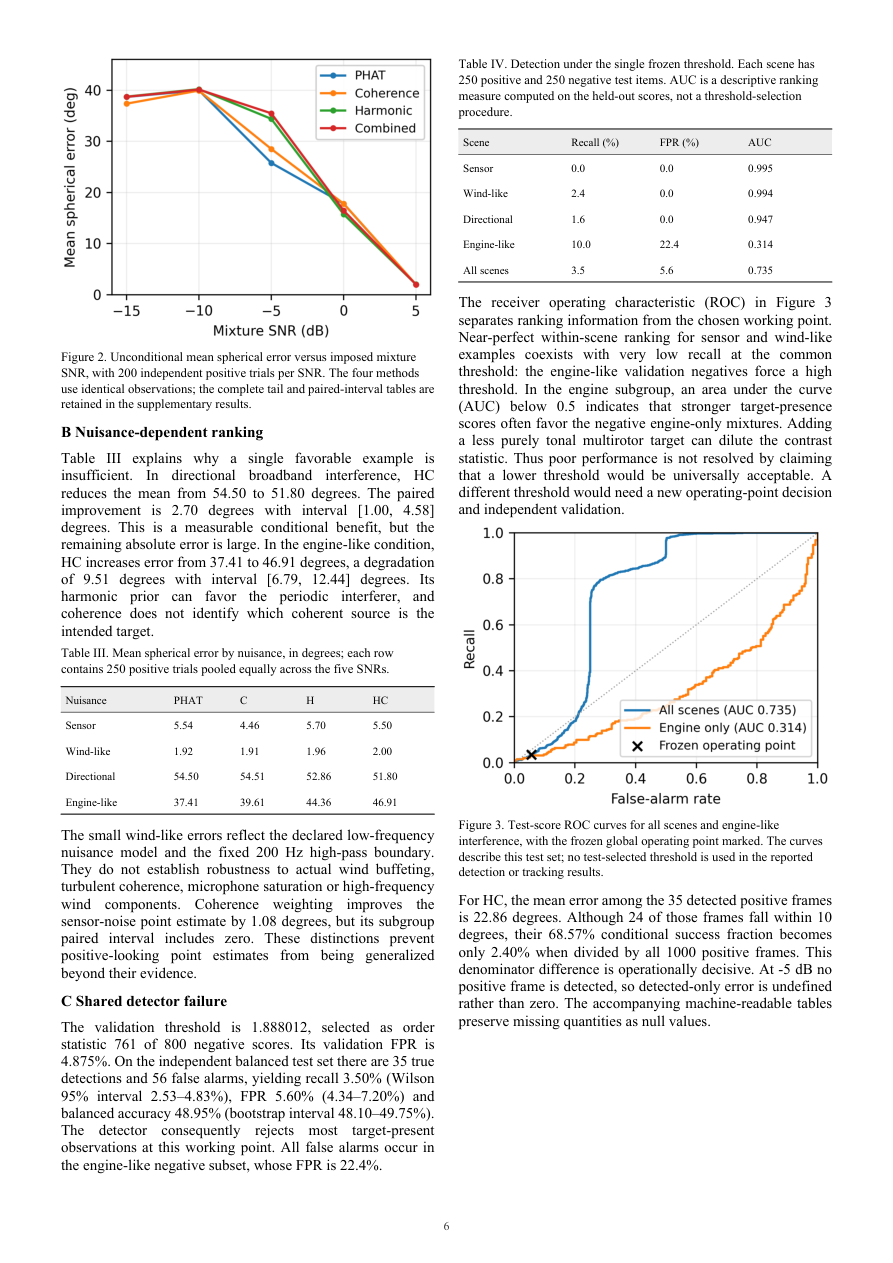 PHAT
Coherence
Harmonic
Combined
Mean spherical error (deg)
40
30
20
10
0
−15
−10
−5
0
5
Mixture SNR (dB)
Figure 2. Unconditional mean spherical error versus imposed mixture
SNR, with 200 independent positive trials per SNR. The four methods
use identical observations; the complete tail and paired-interval tables are
retained in the supplementary results.
B Nuisance-dependent ranking
Table III explains why a single favorable example is
insufficient. In directional broadband interference, HC
reduces the mean from 54.50 to 51.80 degrees. The paired
improvement is 2.70 degrees with interval [1.00, 4.58]
degrees. This is a measurable conditional benefit, but the
remaining absolute error is large. In the engine-like condition,
HC increases error from 37.41 to 46.91 degrees, a degradation
of 9.51 degrees with interval [6.79, 12.44] degrees. Its
harmonic prior can favor the periodic interferer, and
coherence does not identify which coherent source is the
intended target.
Table III. Mean spherical error by nuisance, in degrees; each row
contains 250 positive trials pooled equally across the five SNRs.
Nuisance PHAT C H HC
Sensor 5.54 4.46 5.70 5.50
Wind-like 1.92 1.91 1.96 2.00
Directional 54.50 54.51 52.86 51.80
Engine-like 37.41 39.61 44.36 46.91
The small wind-like errors reflect the declared low-frequency
nuisance model and the fixed 200 Hz high-pass boundary.
They do not establish robustness to actual wind buffeting,
turbulent coherence, microphone saturation or high-frequency
wind components. Coherence weighting improves the
sensor-noise point estimate by 1.08 degrees, but its subgroup
paired interval includes zero. These distinctions prevent
positive-looking point estimates from being generalized
beyond their evidence.
C Shared detector failure
The validation threshold is 1.888012, selected as order
statistic 761 of 800 negative scores. Its validation FPR is
4.875%. On the independent balanced test set there are 35 true
detections and 56 false alarms, yielding recall 3.50% (Wilson
95% interval 2.53–4.83%), FPR 5.60% (4.34–7.20%) and
balanced accuracy 48.95% (bootstrap interval 48.10–49.75%).
The detector consequently rejects most target-present
observations at this working point. All false alarms occur in
the engine-like negative subset, whose FPR is 22.4%.
Table IV. Detection under the single frozen threshold. Each scene has
250 positive and 250 negative test items. AUC is a descriptive ranking
measure computed on the held-out scores, not a threshold-selection
procedure.
Scene Recall (%) FPR (%) AUC
Sensor 0.0 0.0 0.995
Wind-like 2.4 0.0 0.994
Directional 1.6 0.0 0.947
Engine-like 10.0 22.4 0.314
All scenes 3.5 5.6 0.735
The receiver operating characteristic (ROC) in Figure 3
separates ranking information from the chosen working point.
Near-perfect within-scene ranking for sensor and wind-like
examples coexists with very low recall at the common
threshold: the engine-like validation negatives force a high
threshold. In the engine subgroup, an area under the curve
(AUC) below 0.5 indicates that stronger target-presence
scores often favor the negative engine-only mixtures. Adding
a less purely tonal multirotor target can dilute the contrast
statistic. Thus poor performance is not resolved by claiming
that a lower threshold would be universally acceptable. A
different threshold would need a new operating-point decision
and independent validation.
Recall
1.0
0.8
0.6
0.4
0.2
0.0
All scenes (AUC 0.735)
Engine only (AUC 0.314)
Frozen operating point
0.0
0.2
0.4
0.6
0.8
1.0
False-alarm rate
Figure 3. Test-score ROC curves for all scenes and engine-like
interference, with the frozen global operating point marked. The curves
describe this test set; no test-selected threshold is used in the reported
detection or tracking results.
For HC, the mean error among the 35 detected positive frames
is 22.86 degrees. Although 24 of those frames fall within 10
degrees, their 68.57% conditional success fraction becomes
only 2.40% when divided by all 1000 positive frames. This
denominator difference is operationally decisive. At -5 dB no
positive frame is detected, so detected-only error is undefined
rather than zero. The accompanying machine-readable tables
preserve missing quantities as null values.
6